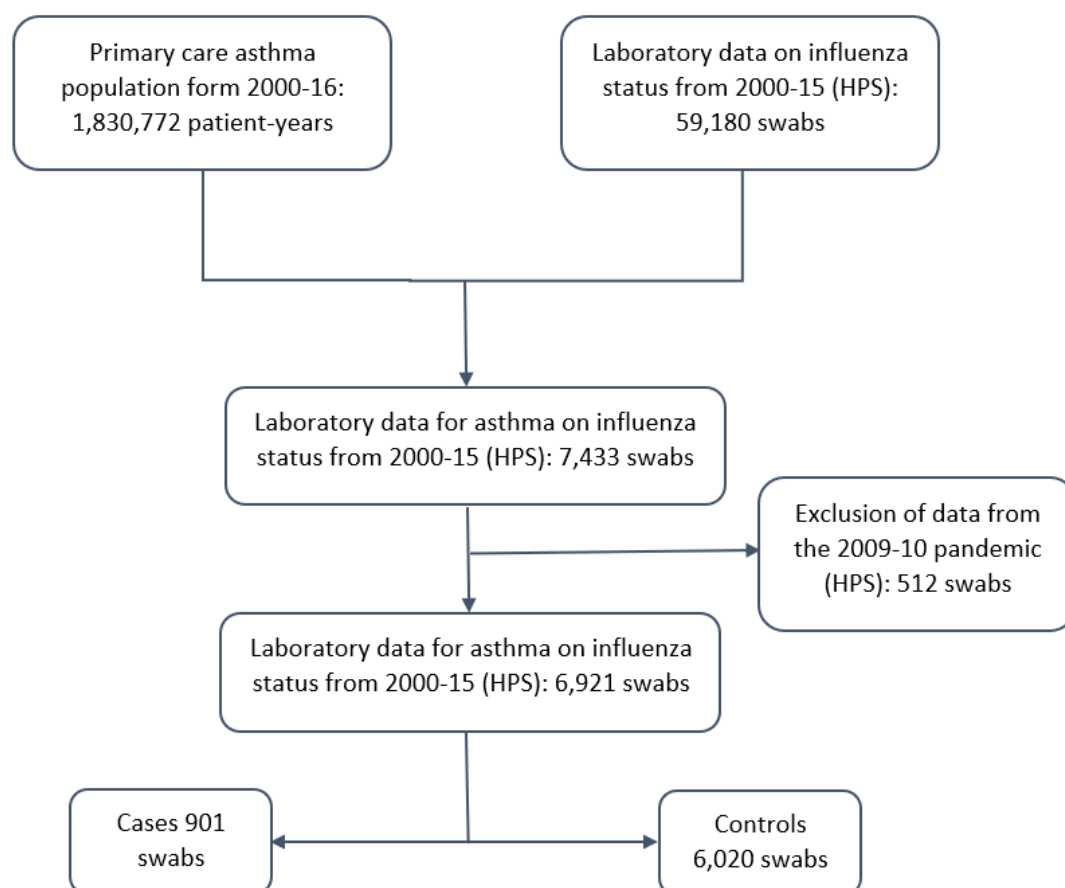 Primary care asthma
population form 2000-16:
1,830,772 patient-years
Laboratory data on influenza
status from 2000-15 (HPS):
59,180 swabs
Laboratory data for asthma on influenza
status from 2000-15 (HPS): 7,433 swabs
Exclusion of data from
the 2009-10 pandemic
(HPS): 512 swabs
Laboratory data for asthma on influenza
status from 2000-15 (HPS): 6,921 swabs
Cases 901
swabs
Controls
6,020 swabs